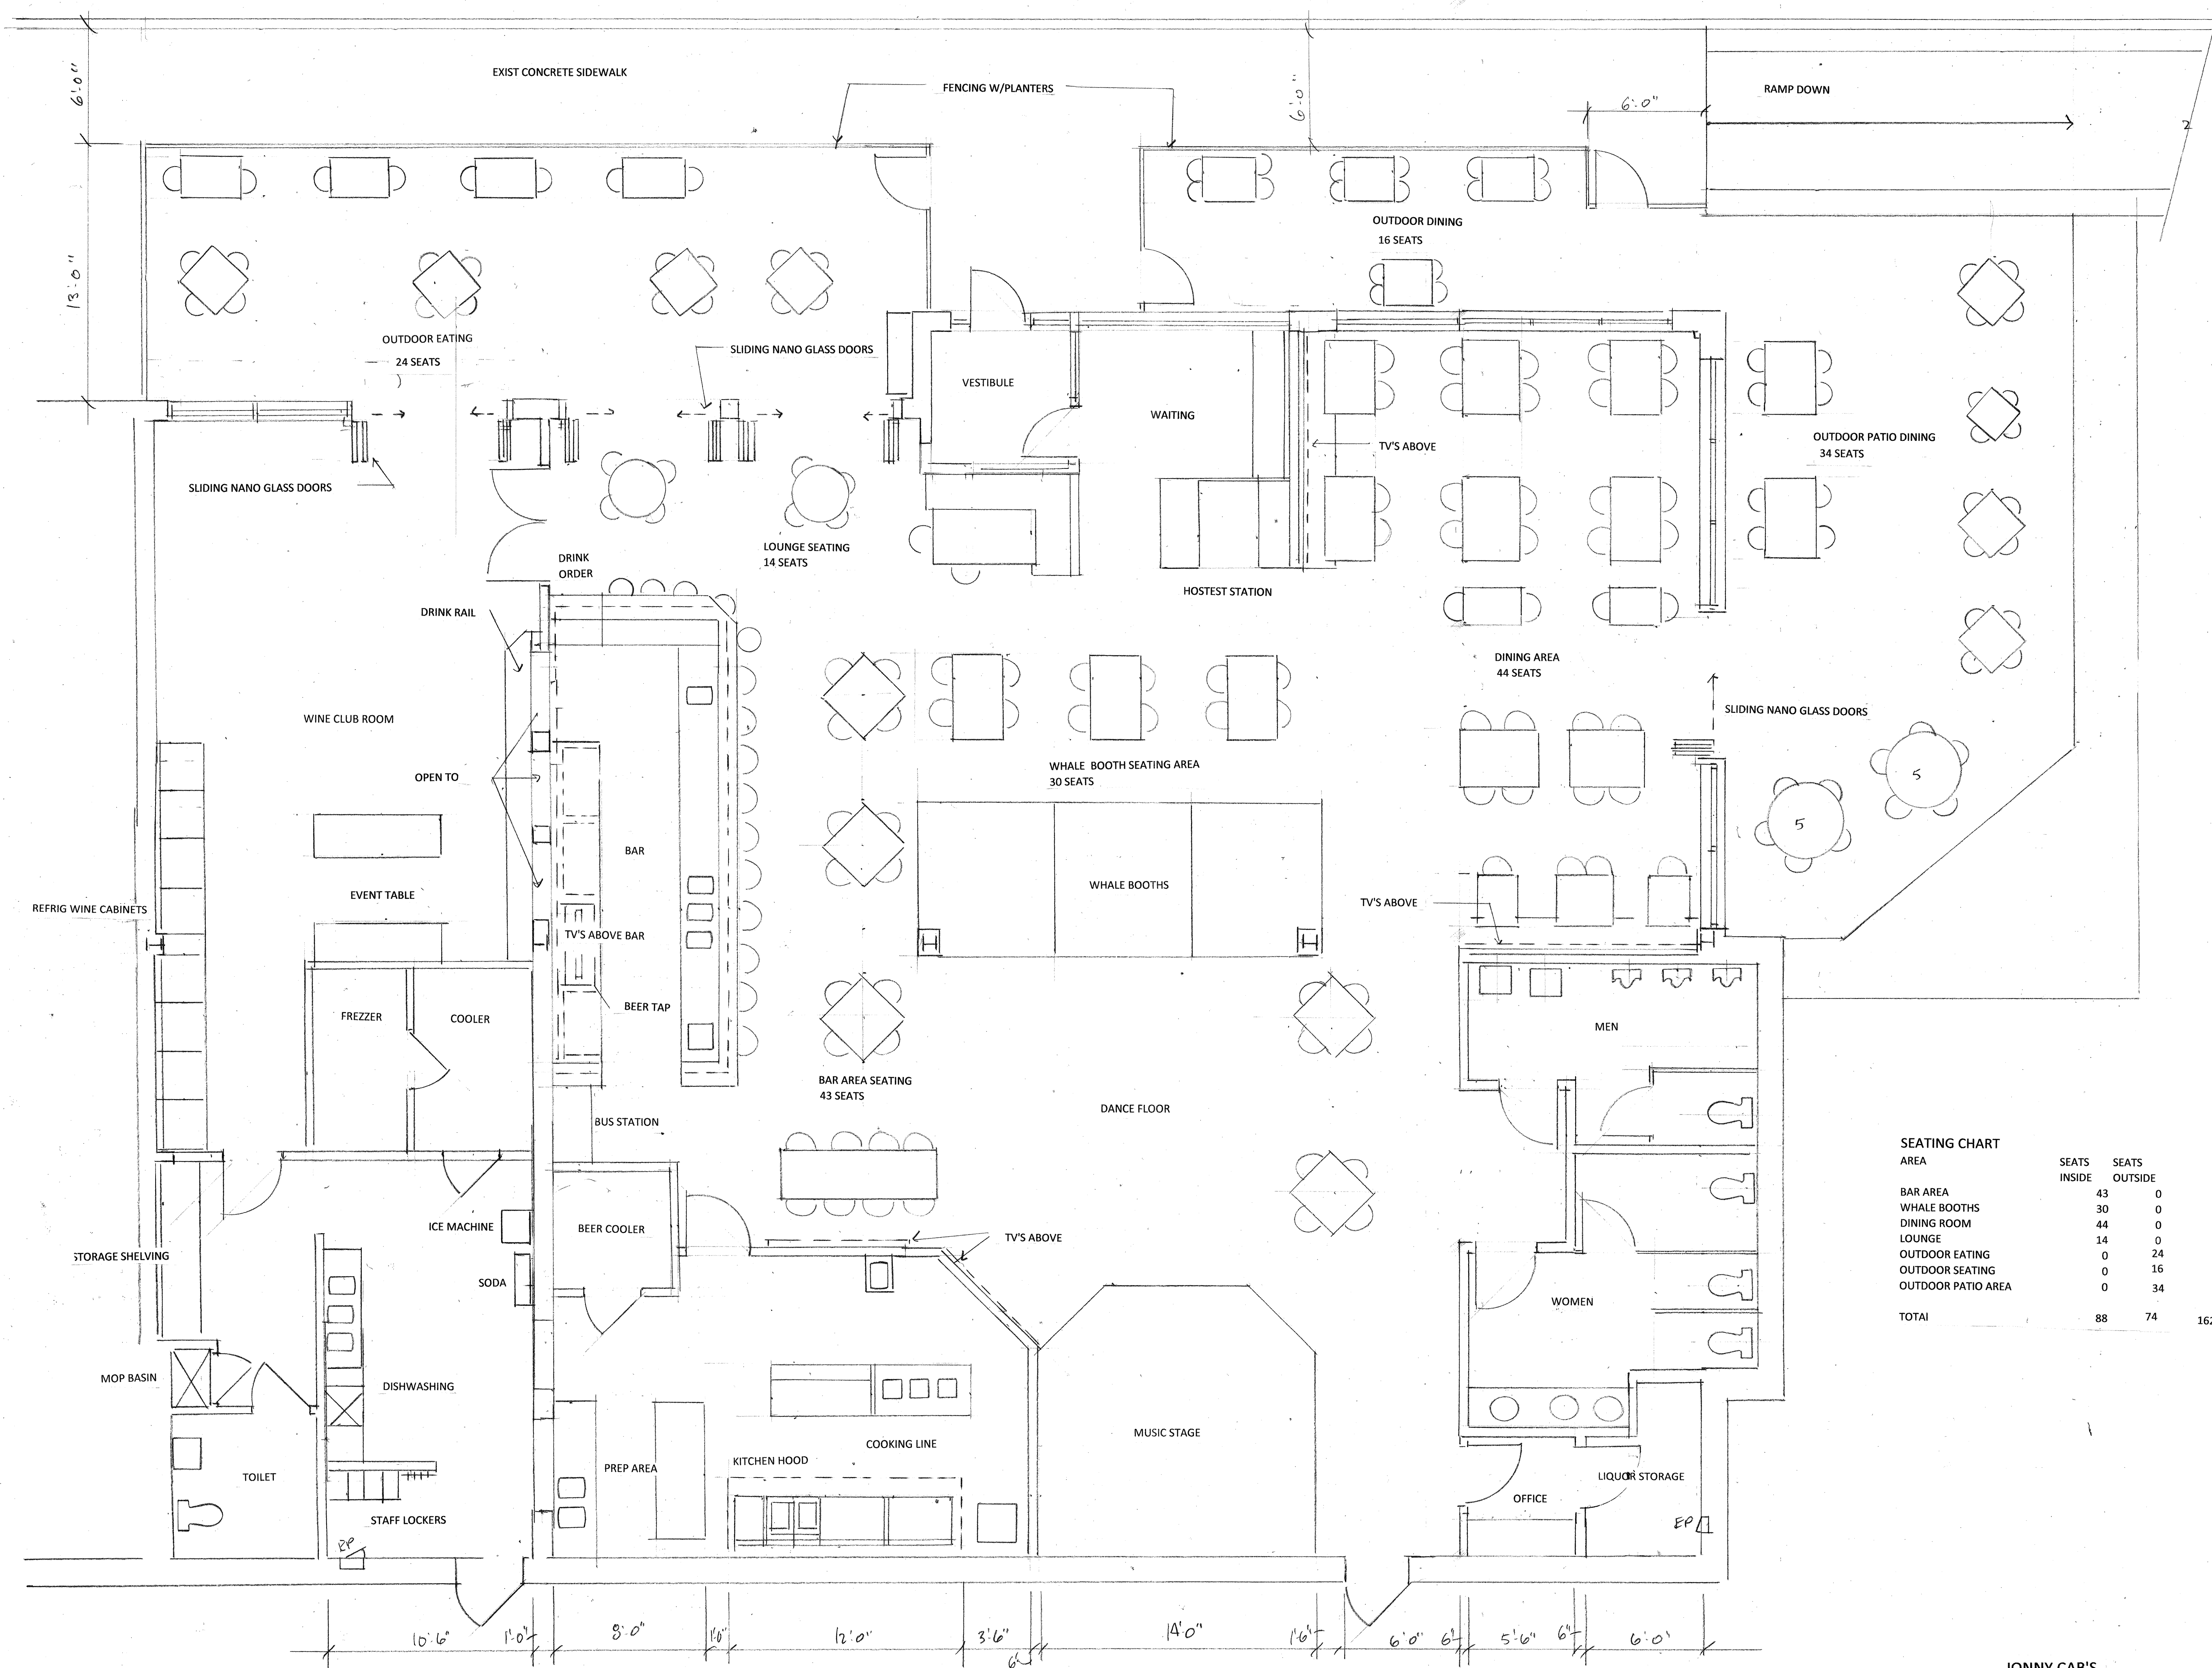 EXIST CONCRETE SIDEWALK
FENCING W/PLANTERS
RAMP DOWN
6'-0"
6'-0"
6'-0"
2
13'-0"
OUTDOOR DINING
16 SEATS
OUTDOOR EATING
24 SEATS
SLIDING NANO GLASS DOORS
VESTIBULE
WAITING
TV'S ABOVE
OUTDOOR PATIO DINING
34 SEATS
SLIDING NANO GLASS DOORS
LOUNGE SEATING
14 SEATS
DRINK
ORDER
HOSTEST STATION
DRINK RAIL
DINING AREA
44 SEATS
WINE CLUB ROOM
SLIDING NANO GLASS DOORS
OPEN TO
WHALE BOOTH SEATING AREA
30 SEATS
5
5
BAR
WHALE BOOTHS
EVENT TABLE
REFRIG WINE CABINETS
TV'S ABOVE
TV'S ABOVE BAR
BEER TAP
FREZZER
COOLER
MEN
BAR AREA SEATING
43 SEATS
DANCE FLOOR
BUS STATION
ICE MACHINE
BEER COOLER
TV'S ABOVE
STORAGE SHELVING
SODA
WOMEN
MOP BASIN
DISHWASHING
MUSIC STAGE
COOKING LINE
KITCHEN HOOD
PREP AREA
TOILET
LIQUOR STORAGE
OFFICE
STAFF LOCKERS
EP
EP
SEATING CHART
AREA SEATS SEATS
INSIDE OUTSIDE
BAR AREA 43 0
WHALE BOOTHS 30 0
DINING ROOM 44 0
LOUNGE 14 0
OUTDOOR EATING 0 24
OUTDOOR SEATING 0 16
OUTDOOR PATIO AREA 0 34
TOTAl 88 74 162
10'-6" 1'-0" 8'-0" 1'-0" 12'-0" 3'-6" 6" 14'-0" 1'-6" 6'-0" 6" 5'-6" 6" 6'-0"